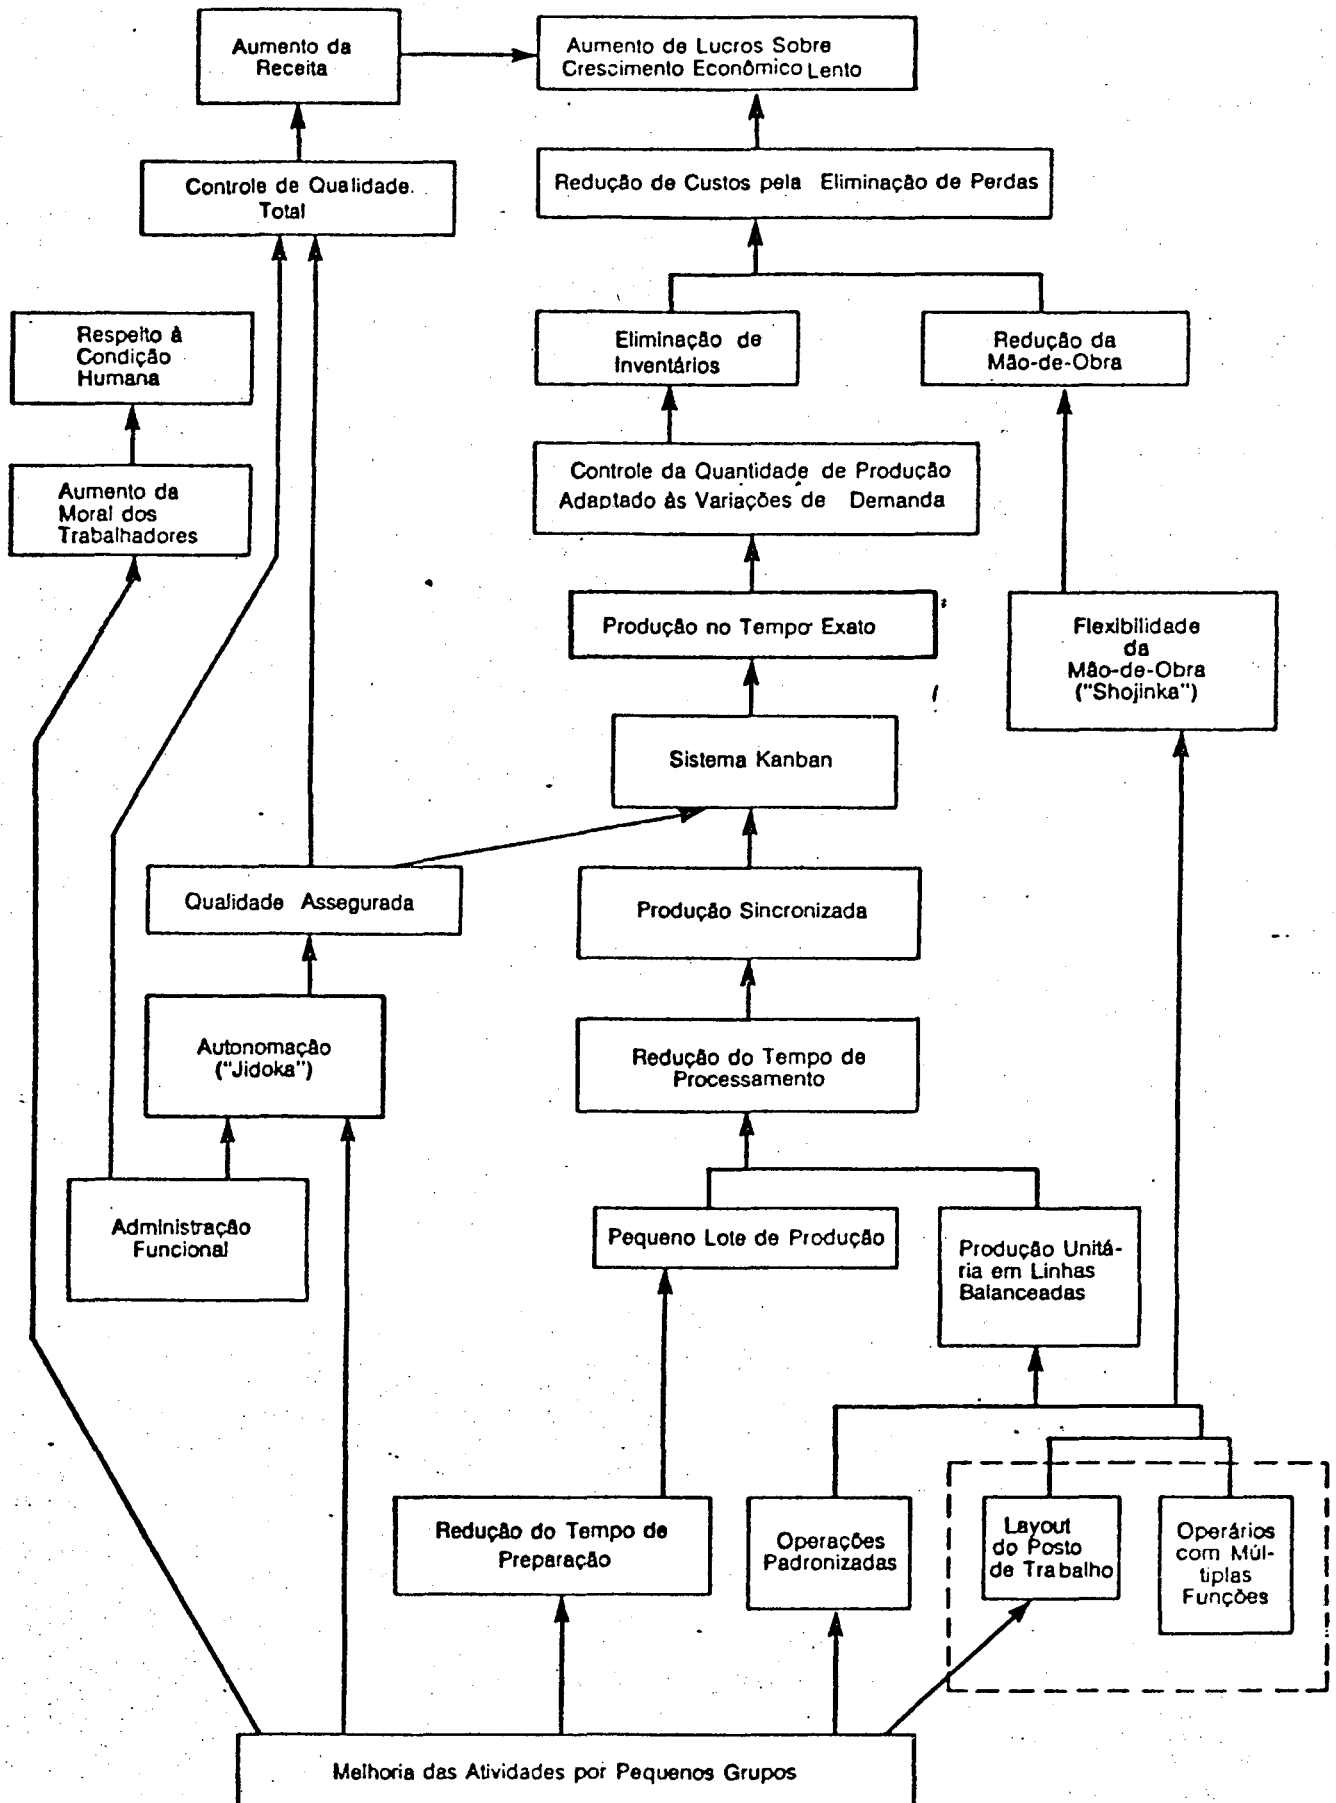 Aumento da
Receita
Aumento de Lucros Sobre
Crescimento Econômico Lento
Controle de Qualidade.
Total
Redução de Custos pela Eliminação de Perdas
Respeito à
Condição
Humana
Eliminação de
Inventários
Redução da
Mão-de-Obra
Aumento da
Moral dos
Trabalhadores
Controle da Quantidade de Produção
Adaptado às Variações de Demanda
Produção no Tempo Exato
Flexibilidade
da
Mão-de-Obra
("Shojinka")
Sistema Kanban
Qualidade Assegurada
Produção Sincronizada
Autonomação
("Jidoka")
Redução do Tempo de
Processamento
Administração
Funcional
Pequeno Lote de Produção
Produção Unitá-
ria em Linhas
Balanceadas
Redução do Tempo de
Preparação
Operações
Padronizadas
Layout
do Posto
de Trabalho
Operários
com Múl-
tiplas
Funções
Melhoria das Atividades por Pequenos Grupos